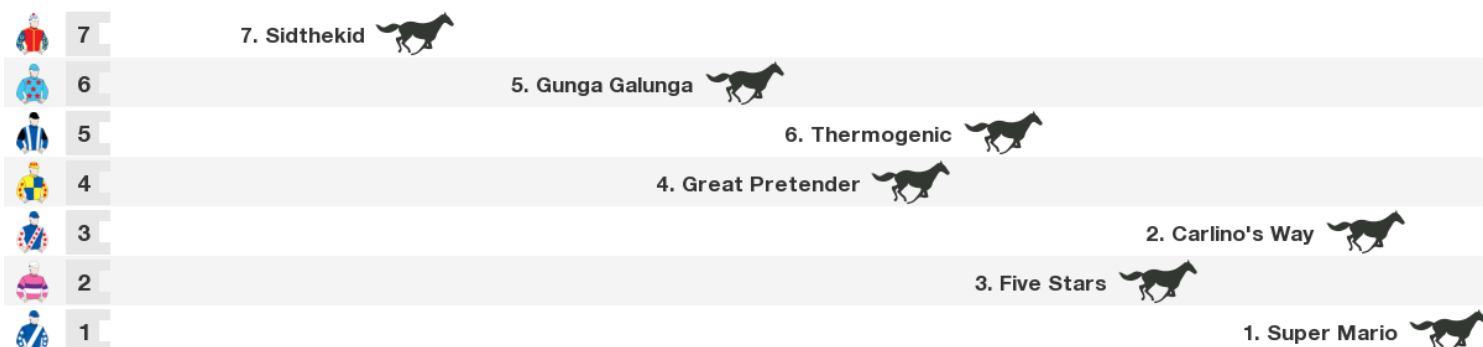 7 7. Sidthekid
6 5. Gunga Galunga
5 6. Thermogenic
4 4. Great Pretender
3 2. Carlino's Way
2 3. Five Stars
1 1. Super Mario